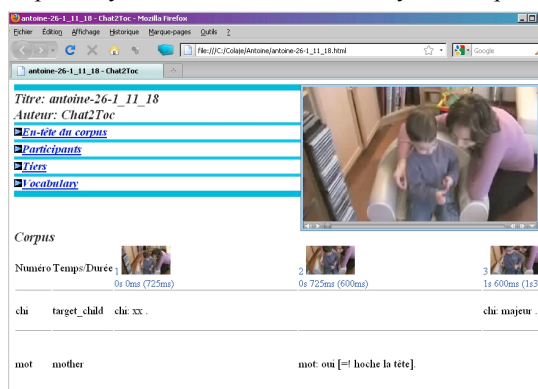 antoine-26-1_11_18 - Chat2Toc - Mozilla Firefox
Fichier Édition Affichage Historique Marque-pages Outils ?
file:///C:/Colaje/Antoine/antoine-26-1_11_18.html Google
antoine-26-1_11_18 - Chat2Toc
Titre: antoine-26-1_11_18
Auteur: Chat2Toc
En-tête du corpus
Participants
Tiers
Vocabulary
Corpus
Numéro Temps/Durée 1 2 3
0s 0ms (725ms) 0s 725ms (600ms) 1s 600ms (1s3
chi target_child chi: xx . chi: majeur .
mot mother mot: oui [=! hoche la tête].